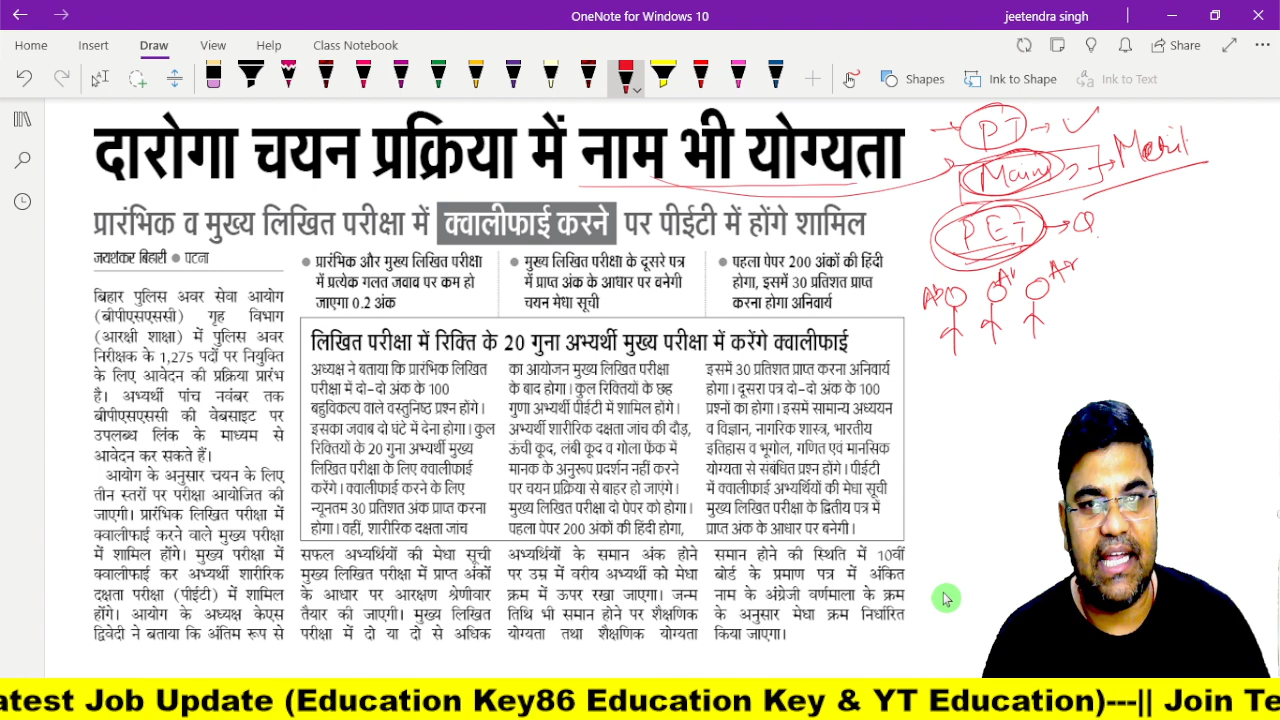 OneNote for Windows 10
jeetendra singh
Home Insert Draw View Help Class Notebook
Share
Shapes Ink to Shape Ink to Text
दारोगा चयन प्रक्रिया में नाम भी योग्यता
प्रारंभिक व मुख्य लिखित परीक्षा में क्वालीफाई करने पर पीईटी में होंगे शामिल
जयशंकर बिहारी ● पटना
बिहार पुलिस अवर सेवा आयोग
(बीपीएसएससी) गृह विभाग
(आरक्षी शाक्षा) में पुलिस अवर
निरीक्षक के 1,275 पदों पर नियुक्ति
के लिए आवेदन की प्रक्रिया प्रारंभ
है। अभ्यर्थी पांच नवंबर तक
बीपीएसएससी की वेबसाइट पर
उपलब्ध लिंक के माध्यम से
आवेदन कर सकते हैं।
आयोग के अनुसार चयन के लिए
तीन स्तरों पर परीक्षा आयोजित की
जाएगी। प्रारंभिक लिखित परीक्षा में
क्वालीफाई करने वाले मुख्य परीक्षा
में शामिल होंगे। मुख्य परीक्षा में
क्वालीफाई कर अभ्यर्थी शारीरिक
दक्षता परीक्षा (पीईटी) में शामिल
होंगे। आयोग के अध्यक्ष केएस
द्विवेदी ने बताया कि अंतिम रूप से
● प्रारंभिक और मुख्य लिखित परीक्षा
में प्रत्येक गलत जवाब पर कम हो
जाएगा 0.2 अंक
● मुख्य लिखित परीक्षा के दूसरे पत्र
में प्राप्त अंक के आधार पर बनेगी
चयन मेधा सूची
● पहला पेपर 200 अंकों की हिंदी
होगा, इसमें 30 प्रतिशत प्राप्त
करना होगा अनिवार्य
लिखित परीक्षा में रिक्ति के 20 गुना अभ्यर्थी मुख्य परीक्षा में करेंगे क्वालीफाई
अध्यक्ष ने बताया कि प्रारंभिक लिखित
परीक्षा में दो-दो अंक के 100
बहुविकल्प वाले वस्तुनिष्ठ प्रश्न होंगे।
इसका जवाब दो घंटे में देना होगा। कुल
रिक्तियों के 20 गुना अभ्यर्थी मुख्य
लिखित परीक्षा के लिए क्वालीफाई
करेंगे। क्वालीफाई करने के लिए
न्यूनतम 30 प्रतिशत अंक प्राप्त करना
होगा। वहीं, शारीरिक दक्षता जांच
का आयोजन मुख्य लिखित परीक्षा
के बाद होगा। कुल रिक्तियों के छह
गुणा अभ्यर्थी पीईटी में शामिल होंगे।
अभ्यर्थी शारीरिक दक्षता जांच की दौड़,
ऊंची कूद, लंबी कूद व गोला फेंक में
मानक के अनुरूप प्रदर्शन नहीं करने
पर चयन प्रक्रिया से बाहर हो जाएंगे।
मुख्य लिखित परीक्षा दो पेपर को होगा।
पहला पेपर 200 अंकों की हिंदी होगा,
इसमें 30 प्रतिशत प्राप्त करना अनिवार्य
होगा। दूसरा पत्र दो-दो अंक के 100
प्रश्नों का होगा। इसमें सामान्य अध्ययन
व विज्ञान, नागरिक शास्त्र, भारतीय
इतिहास व भूगोल, गणित एवं मानसिक
योग्यता से संबंधित प्रश्न होंगे। पीईटी
में क्वालीफाई अभ्यर्थियों की मेधा सूची
मुख्य लिखित परीक्षा के द्वितीय पत्र में
प्राप्त अंक के आधार पर बनेगी।
सफल अभ्यर्थियों की मेधा सूची
मुख्य लिखित परीक्षा में प्राप्त अंकों
के आधार पर आरक्षण श्रेणीवार
तैयार की जाएगी। मुख्य लिखित
परीक्षा में दो या दो से अधिक
अभ्यर्थियों के समान अंक होने
पर उम्र में वरीय अभ्यर्थी को मेधा
क्रम में ऊपर रखा जाएगा। जन्म
तिथि भी समान होने पर शैक्षणिक
योग्यता तथा शैक्षणिक योग्यता
समान होने की स्थिति में 10वीं
बोर्ड के प्रमाण पत्र में अंकित
नाम के अंग्रेजी वर्णमाला के क्रम
के अनुसार मेधा क्रम निर्धारित
किया जाएगा।
PT
Mains Merit
PET Q
Ab Ar
atest Job Update (Education Key86 Education Key & YT Education)---|| Join Te